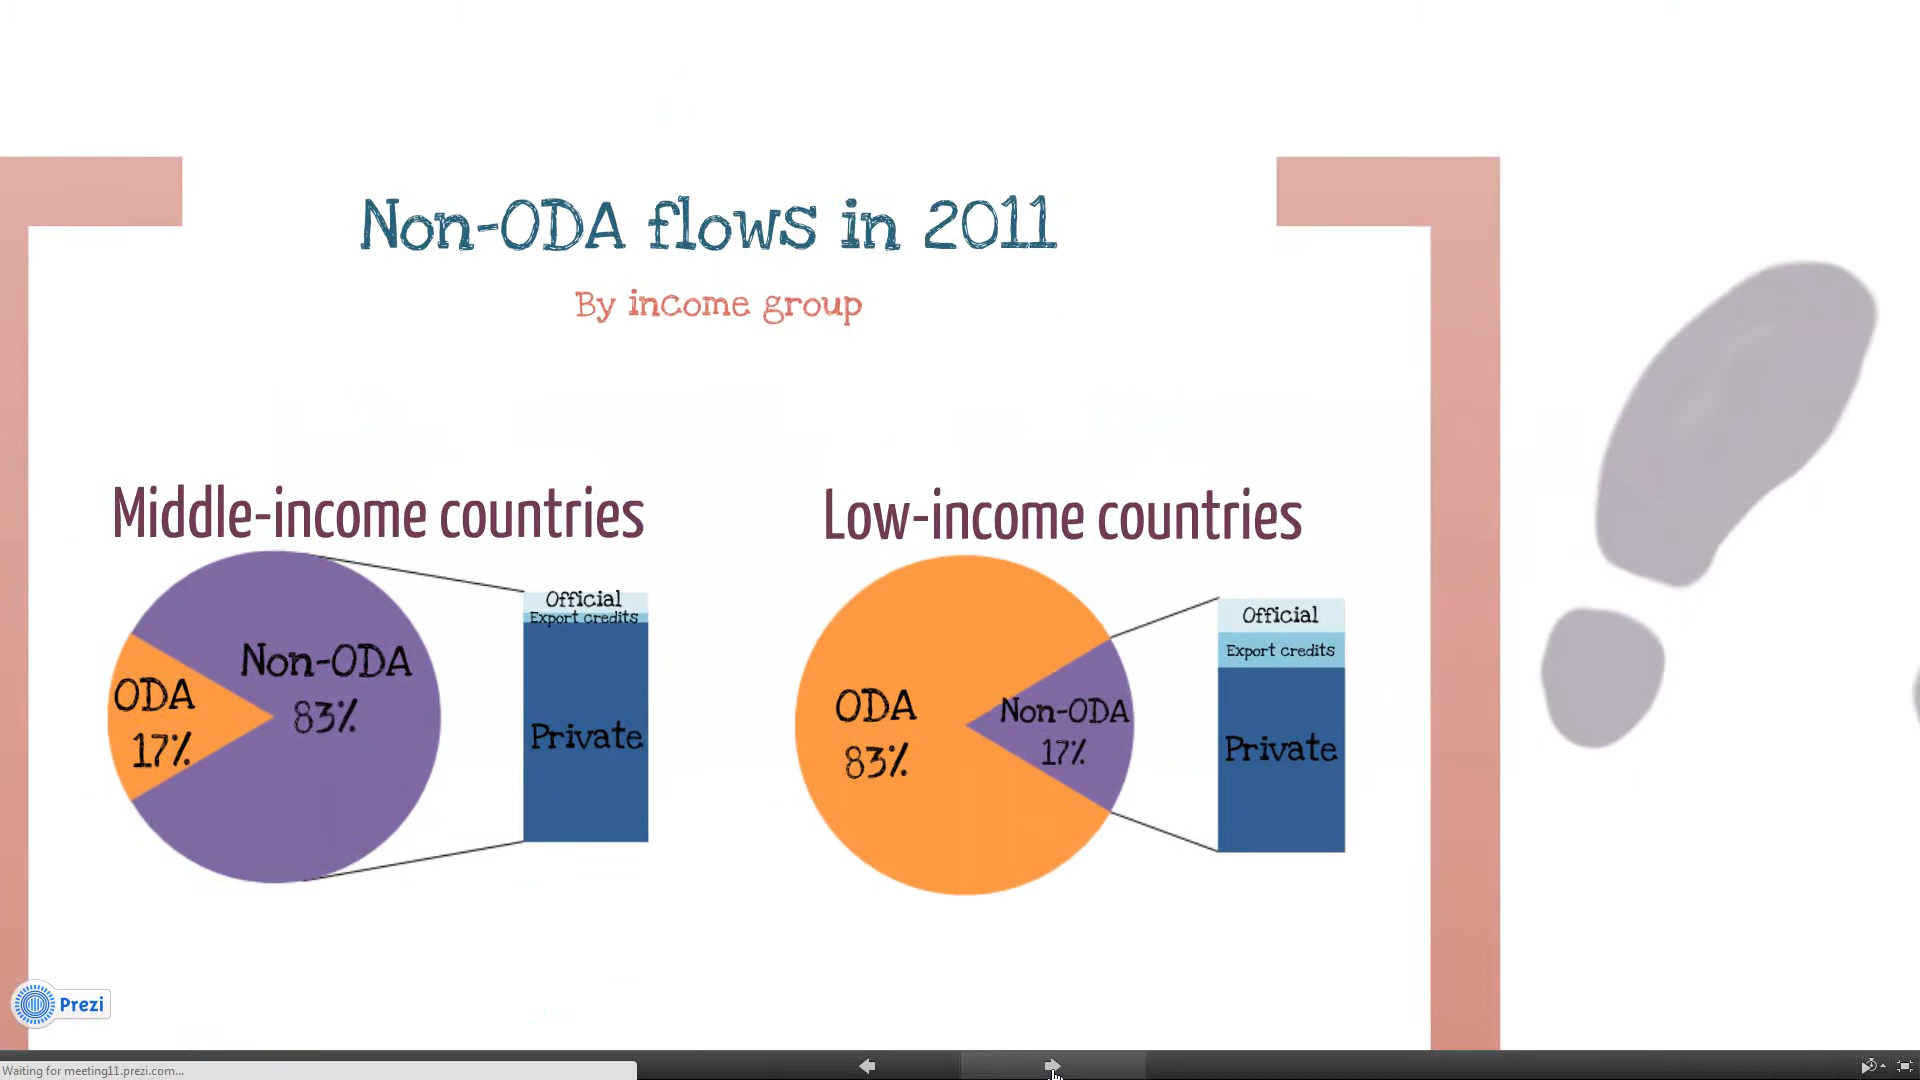 Non-ODA flows in 2011
By income group
Middle-income countries
Low-income countries
ODA
17%
Non-ODA
83%
Official
Export credits
Private
ODA
83%
Non-ODA
17%
Official
Export credits
Private
Prezi
Waiting for meeting11.prezi.com...